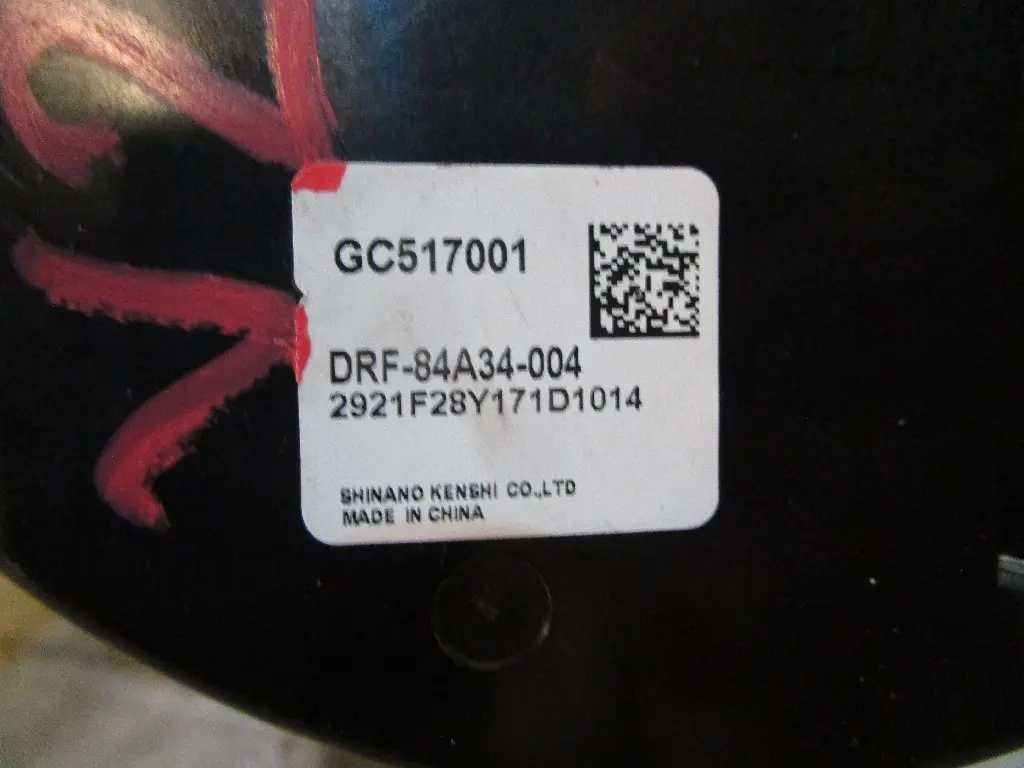 GC517001
DRF-84A34-004
2921F28Y171D1014
SHINANO KENSHI CO.,LTD
MADE IN CHINA